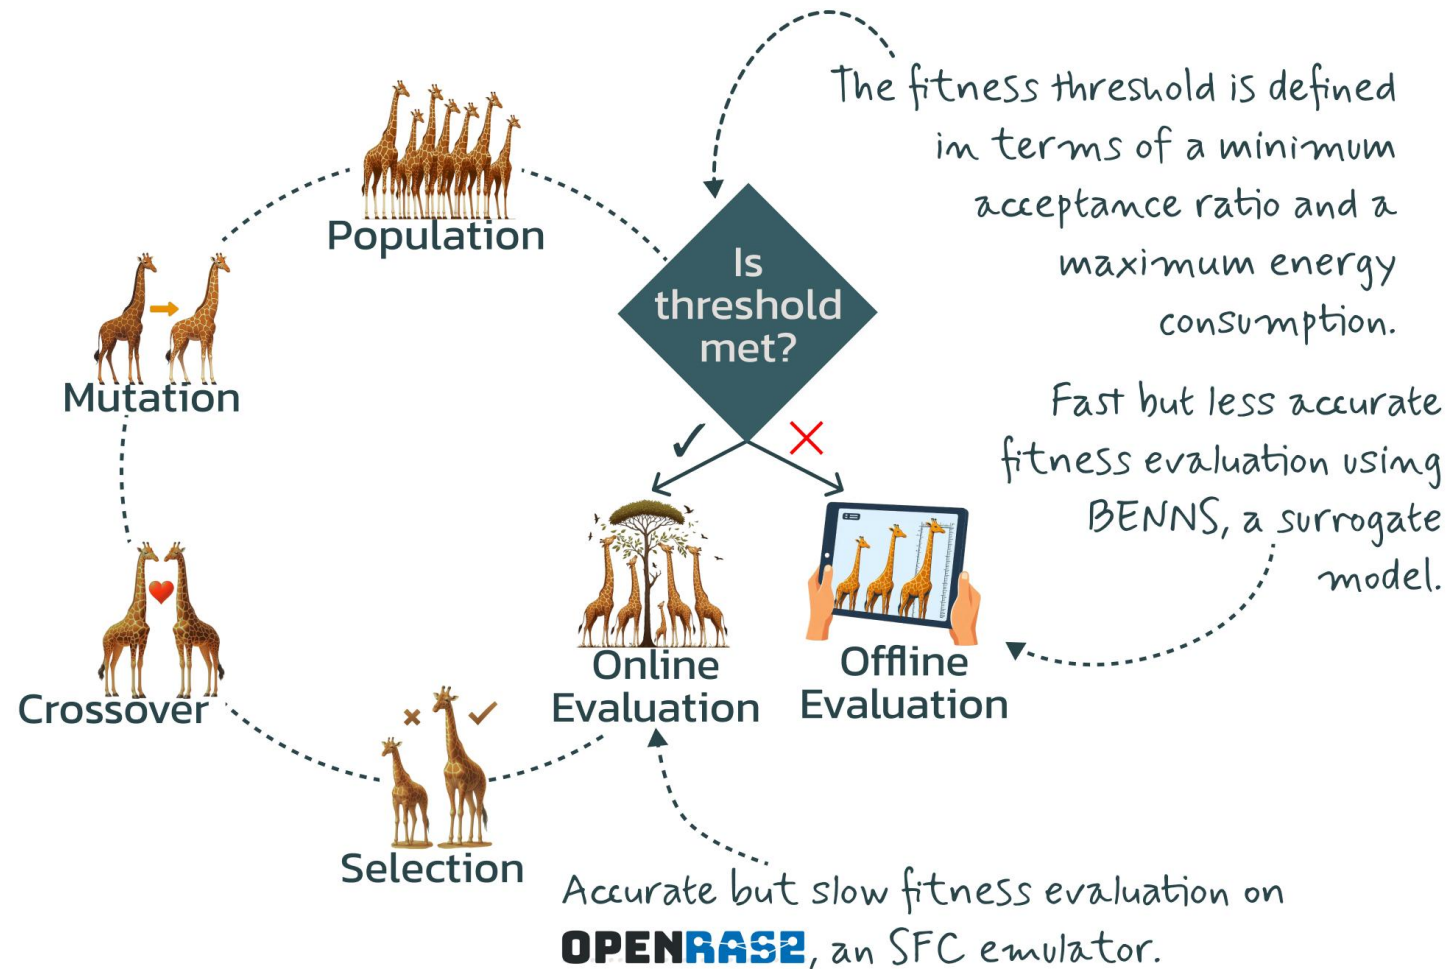 The fitness threshold is defined
in terms of a minimum
acceptance ratio and a
maximum energy
consumption.
Population
Is
threshold
met?
Mutation
Fast but less accurate
fitness evaluation using
BENNS, a surrogate
model.
Online
Evaluation
Offline
Evaluation
Crossover
Selection
Accurate but slow fitness evaluation on
OPENRASE, an SFC emulator.